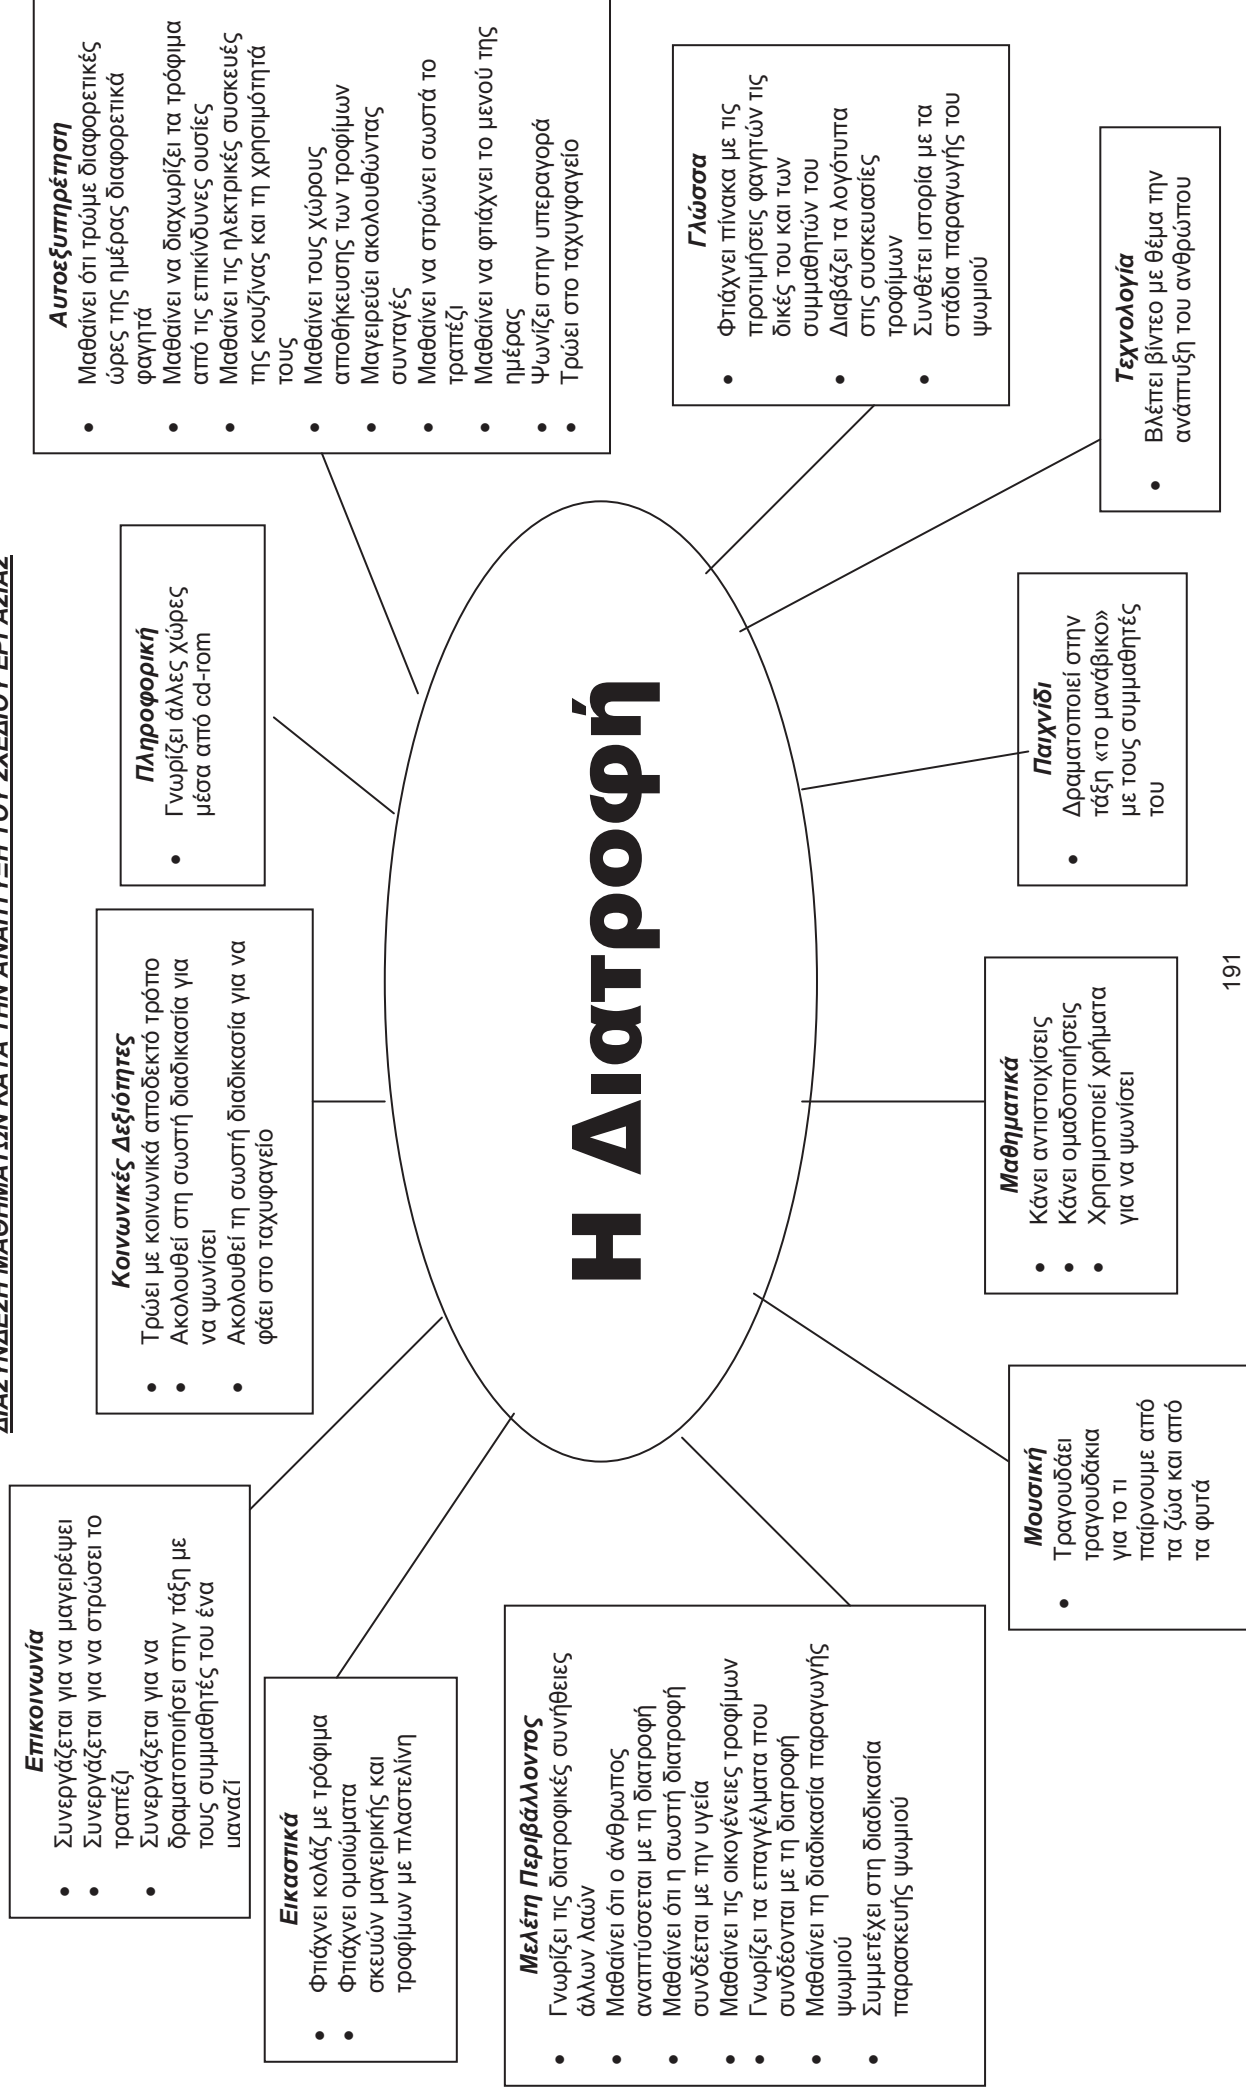 ΔΙΑΣΥΝΔΕΣΗ ΜΑΘΗΜΑΤΩΝ ΚΑΤΑ ΤΗΝ ΑΝΑΠΤΥΞΗ ΤΟΥ ΣΧΕΔΙΟΥ ΕΡΓΑΣΙΑΣ
Επικοινωνία
• Συνεργάζεται για να μαγειρέψει
• Συνεργάζεται για να στρώσει το
τραπέζι
• Συνεργάζεται για να
δραματοποιήσει στην τάξη με
τους συμμαθητές του ένα
μαγαζί
Κοινωνικές Δεξιότητες
• Τρώει με κοινωνικά αποδεκτό τρόπο
• Ακολουθεί στη σωστή διαδικασία για
να ψωνίσει
• Ακολουθεί τη σωστή διαδικασία για να
φάει στο ταχυφαγείο
Πληροφορική
• Γνωρίζει άλλες χώρες
μέσα από cd-rom
Αυτοεξυπηρέτηση
• Μαθαίνει ότι τρώμε διαφορετικές
ώρες της ημέρας διαφορετικά
φαγητά
• Μαθαίνει να διαχωρίζει τα τρόφιμα
από τις επικίνδυνες ουσίες
• Μαθαίνει τις ηλεκτρικές συσκευές
της κουζίνας και τη χρησιμότητά
τους
• Μαθαίνει τους χώρους
αποθήκευσης των τροφίμων
• Μαγειρεύει ακολουθώντας
συνταγές
• Μαθαίνει να στρώνει σωστά το
τραπέζι
• Μαθαίνει να φτιάχνει το μενού της
ημέρας
• Ψωνίζει στην υπεραγορά
• Τρώει στο ταχυφαγείο
Εικαστικά
• Φτιάχνει κολάζ με τρόφιμα
• Φτιάχνει ομοιώματα
σκευών μαγειρικής και
τροφίμων με πλαστελίνη
Η Διατροφή
Γλώσσα
• Φτιάχνει πίνακα με τις
προτιμήσεις φαγητών τις
δικές του και των
συμμαθητών του
• Διαβάζει τα λογότυπα
στις συσκευασίες
τροφίμων
• Συνθέτει ιστορία με τα
στάδια παραγωγής του
ψωμιού
Μελέτη Περιβάλλοντος
• Γνωρίζει τις διατροφικές συνήθειες
άλλων λαών
• Μαθαίνει ότι ο άνθρωπος
αναπτύσσεται με τη διατροφή
• Μαθαίνει ότι η σωστή διατροφή
συνδέεται με την υγεία
• Μαθαίνει τις οικογένειες τροφίμων
• Γνωρίζει τα επαγγέλματα που
συνδέονται με τη διατροφή
• Μαθαίνει τη διαδικασία παραγωγής
ψωμιού
• Συμμετέχει στη διαδικασία
παρασκευής ψωμιού
Μουσική
• Τραγουδάει
τραγουδάκια
για το τι
παίρνουμε από
τα ζώα και από
τα φυτά
Μαθηματικά
• Κάνει αντιστοιχίσεις
• Κάνει ομαδοποιήσεις
• Χρησιμοποιεί χρήματα
για να ψωνίσει
Παιχνίδι
• Δραματοποιεί στην
τάξη «το μανάβικο»
με τους συμμαθητές
του
Τεχνολογία
• Βλέπει βίντεο με θέμα την
ανάπτυξη του ανθρώπου
191